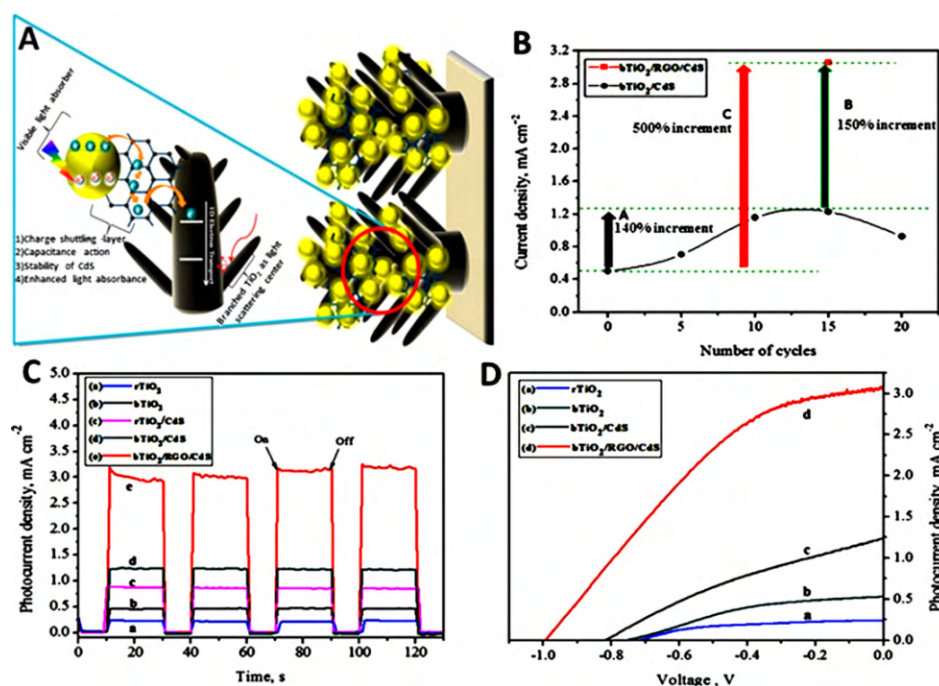 A
Visible light absorber
1)Charge shuttling layer
2)Capacitance action
3)Stability of CdS
4)Enhanced light absorbance
1D Electron Transport
Branched TiO2 as light
scattering center
B
Current density, mA cm-2
3.2
2.8
2.4
2.0
1.6
1.2
0.8
0.4
0.0
bTiO2/RGO/CdS
bTiO2/CdS
C
500% increment
B
150% increment
A
140% increment
0
5
10
15
20
Number of cycles
C
Photocurrent density, mA cm-2
5.0
4.5
4.0
3.5
3.0
2.5
2.0
1.5
1.0
0.5
0.0
(a) rTiO2
(b) bTiO2
(c) rTiO2/CdS
(d) bTiO2/CdS
(e) bTiO2/RGO/CdS
On
Off
e
d
c
b
a
0
20
40
60
80
100
120
Time, s
D
(a) rTiO2
(b) bTiO2
(c) bTiO2/CdS
(d) bTiO2/RGO/CdS
d
c
b
a
3.0
2.5
2.0
1.5
1.0
0.5
0.0
Photocurrent density, mA cm-2
-1.0
-0.8
-0.6
-0.4
-0.2
0.0
Voltage , V